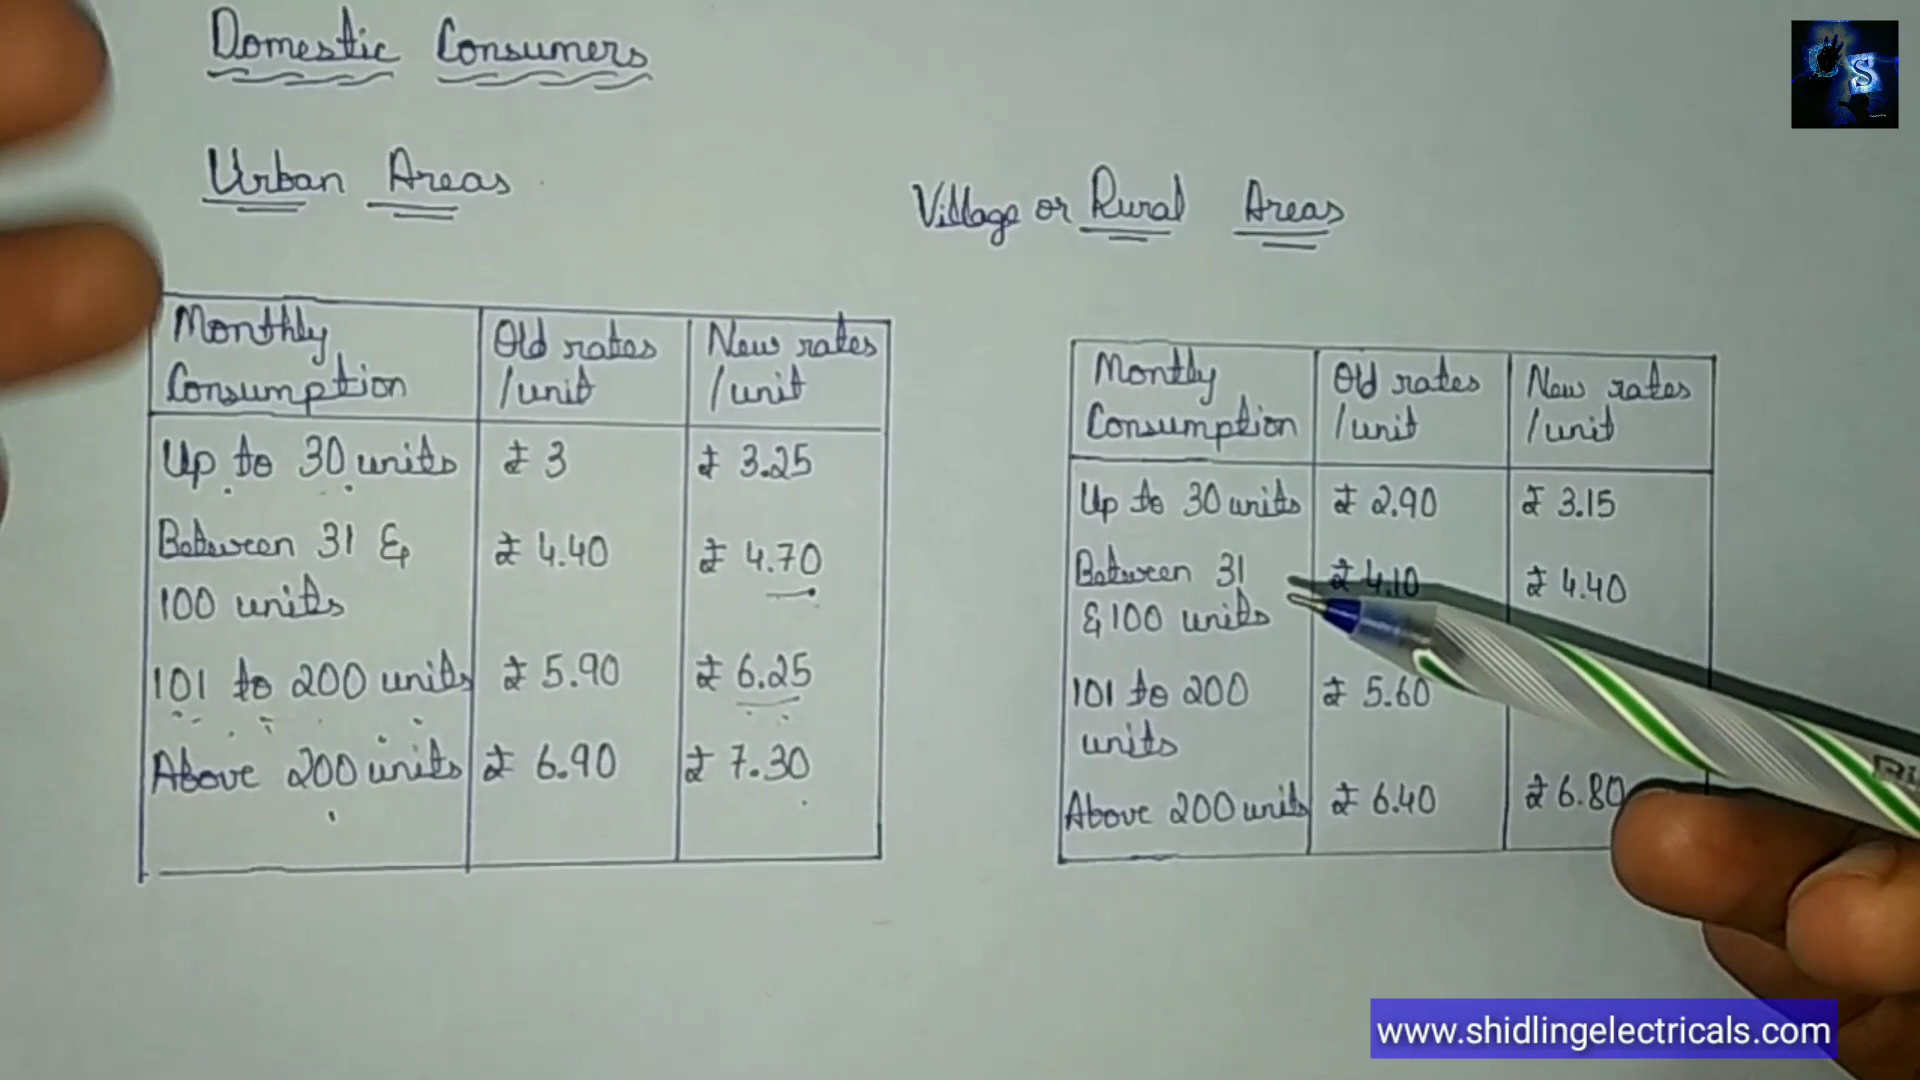 Domestic Consumers
Urban Areas
Village or Rural Areas
Monthly
Consumption
Old rates
/unit
New rates
/unit
Up to 30 units ₹ 3 ₹ 3.25
Between 31 &
100 units
₹ 4.40 ₹ 4.70
101 to 200 units ₹ 5.90 ₹ 6.25
Above 200 units ₹ 6.90 ₹ 7.30
Montly
Consumption
Old rates
/unit
New rates
/unit
Up to 30 units ₹ 2.90 ₹ 3.15
Between 31
& 100 units
₹ 4.10 ₹ 4.40
101 to 200
units
₹ 5.60
Above 200 units ₹ 6.40 ₹ 6.80
S
www.shidlingelectricals.com